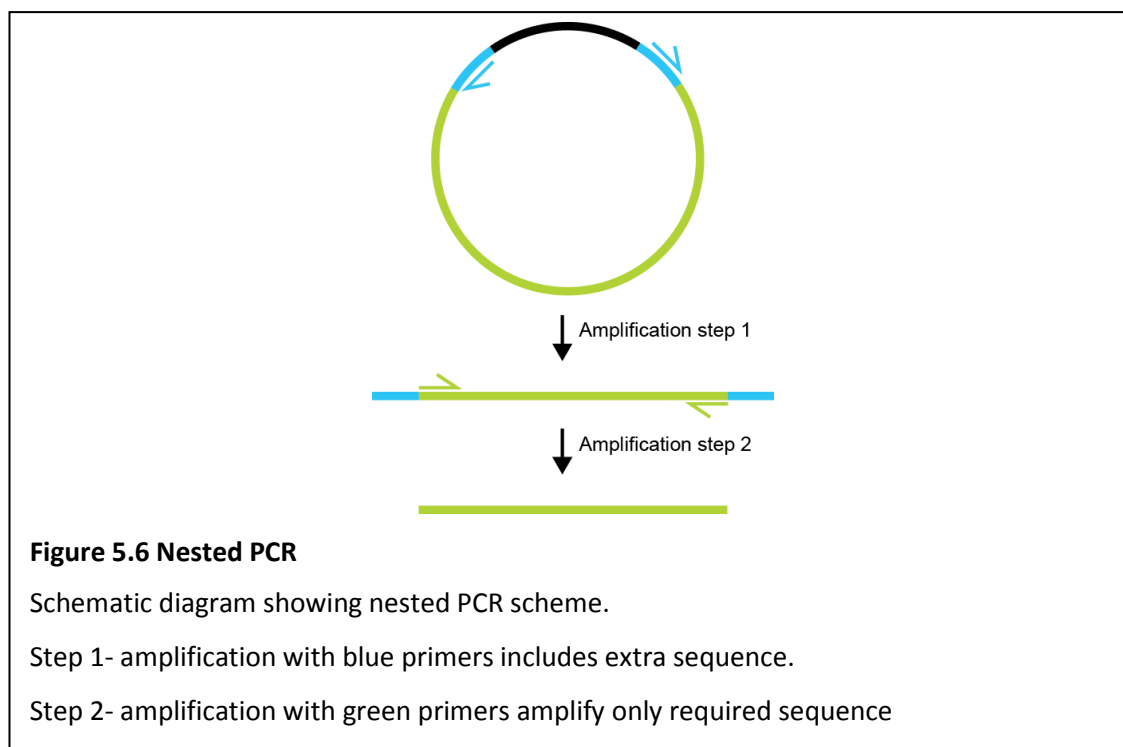 Amplification step 1
Amplification step 2
Figure 5.6 Nested PCR
Schematic diagram showing nested PCR scheme.
Step 1- amplification with blue primers includes extra sequence.
Step 2- amplification with green primers amplify only required sequence